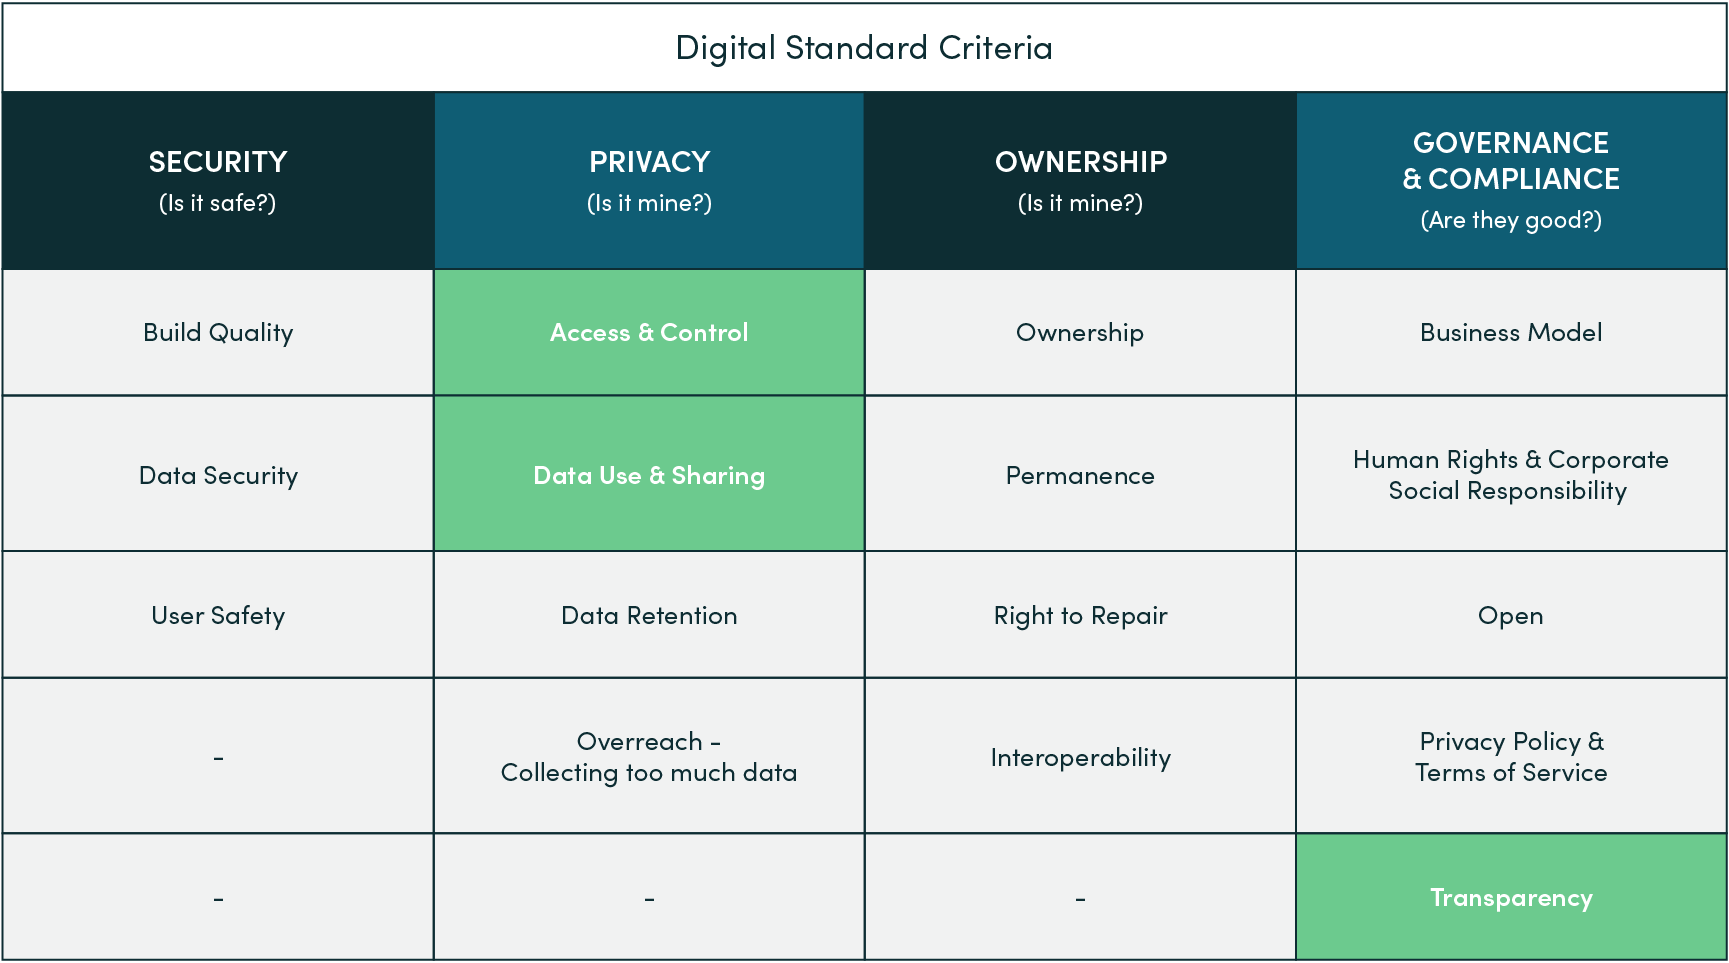 Digital Standard Criteria
SECURITY
(Is it safe?)
PRIVACY
(Is it mine?)
OWNERSHIP
(Is it mine?)
GOVERNANCE
& COMPLIANCE
(Are they good?)
Build Quality
Access & Control
Ownership
Business Model
Data Security
Data Use & Sharing
Permanence
Human Rights & Corporate
Social Responsibility
User Safety
Data Retention
Right to Repair
Open
-
Overreach -
Collecting too much data
Interoperability
Privacy Policy &
Terms of Service
-
-
-
Transparency